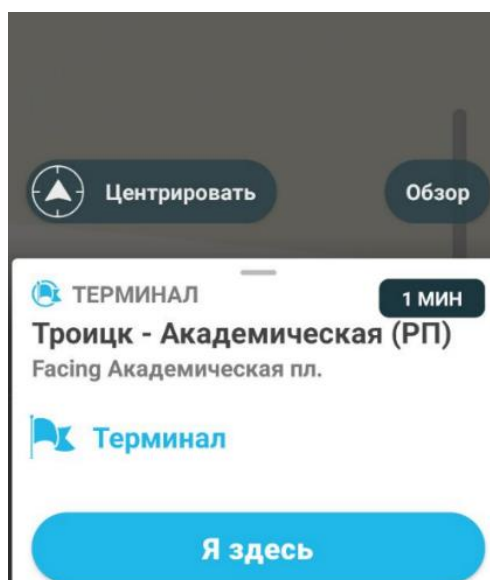 Центрировать
Обзор
ТЕРМИНАЛ
1 МИН
Троицк - Академическая (РП)
Facing Академическая пл.
Терминал
Я здесь